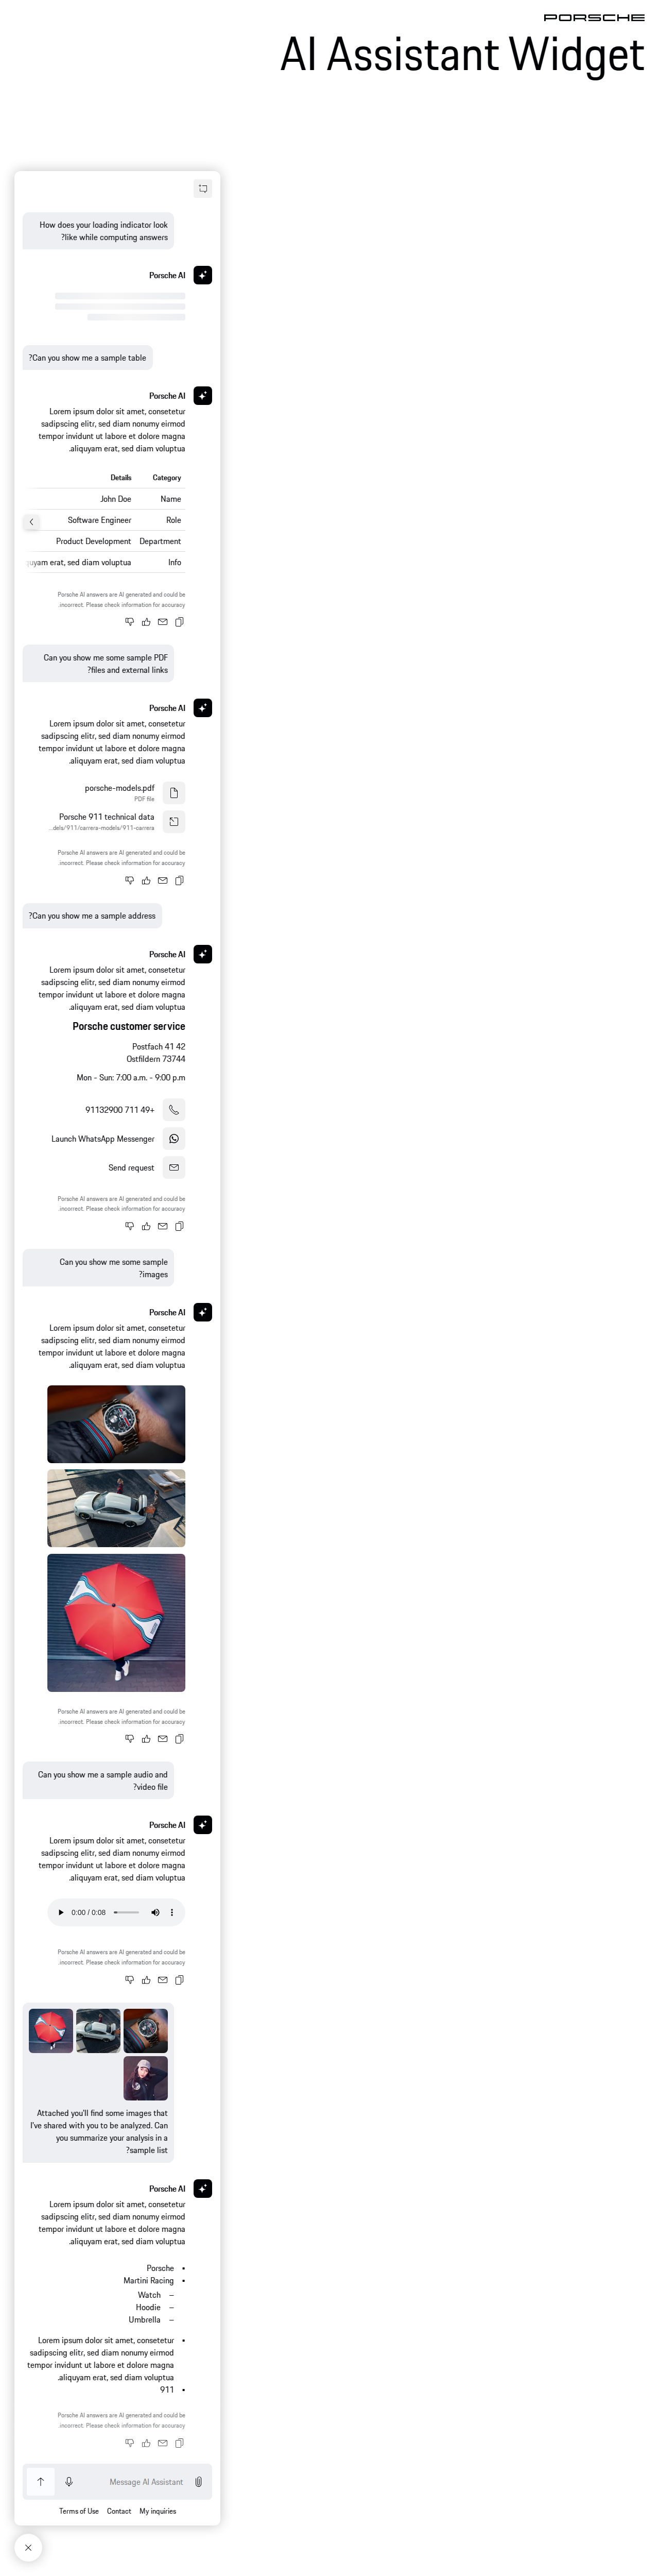 PORSCHE
AI Assistant Widget
How does your loading indicator look
?like while computing answers
Porsche AI
?Can you show me a sample table
Porsche AI
Lorem ipsum dolor sit amet, consetetur
sadipscing elitr, sed diam nonumy eirmod
tempor invidunt ut labore et dolore magna
.aliquyam erat, sed diam voluptua
Category Details
Name John Doe
Role Software Engineer
Department Product Development
Info quyam erat, sed diam voluptua
Porsche AI answers are AI generated and could be
.incorrect. Please check information for accuracy
Can you show me some sample PDF
?files and external links
Porsche AI
Lorem ipsum dolor sit amet, consetetur
sadipscing elitr, sed diam nonumy eirmod
tempor invidunt ut labore et dolore magna
.aliquyam erat, sed diam voluptua
porsche-models.pdf
PDF file
Porsche 911 technical data
...dels/911/carrera-models/911-carrera
Porsche AI answers are AI generated and could be
.incorrect. Please check information for accuracy
?Can you show me a sample address
Porsche AI
Lorem ipsum dolor sit amet, consetetur
sadipscing elitr, sed diam nonumy eirmod
tempor invidunt ut labore et dolore magna
.aliquyam erat, sed diam voluptua
Porsche customer service
Postfach 41 42
Ostfildern 73744
Mon - Sun: 7:00 a.m. - 9:00 p.m
91132900 711 49+
Launch WhatsApp Messenger
Send request
Porsche AI answers are AI generated and could be
.incorrect. Please check information for accuracy
Can you show me some sample
?images
Porsche AI
Lorem ipsum dolor sit amet, consetetur
sadipscing elitr, sed diam nonumy eirmod
tempor invidunt ut labore et dolore magna
.aliquyam erat, sed diam voluptua
Porsche AI answers are AI generated and could be
.incorrect. Please check information for accuracy
Can you show me a sample audio and
?video file
Porsche AI
Lorem ipsum dolor sit amet, consetetur
sadipscing elitr, sed diam nonumy eirmod
tempor invidunt ut labore et dolore magna
.aliquyam erat, sed diam voluptua
0:00 / 0:08
Porsche AI answers are AI generated and could be
.incorrect. Please check information for accuracy
Attached you'll find some images that
I've shared with you to be analyzed. Can
you summarize your analysis in a
?sample list
Porsche AI
Lorem ipsum dolor sit amet, consetetur
sadipscing elitr, sed diam nonumy eirmod
tempor invidunt ut labore et dolore magna
.aliquyam erat, sed diam voluptua
• Porsche
• Martini Racing
– Watch
– Hoodie
– Umbrella
• Lorem ipsum dolor sit amet, consetetur
sadipscing elitr, sed diam nonumy eirmod
tempor invidunt ut labore et dolore magna
.aliquyam erat, sed diam voluptua
• 911
Porsche AI answers are AI generated and could be
.incorrect. Please check information for accuracy
Message AI Assistant
Terms of Use Contact My inquiries